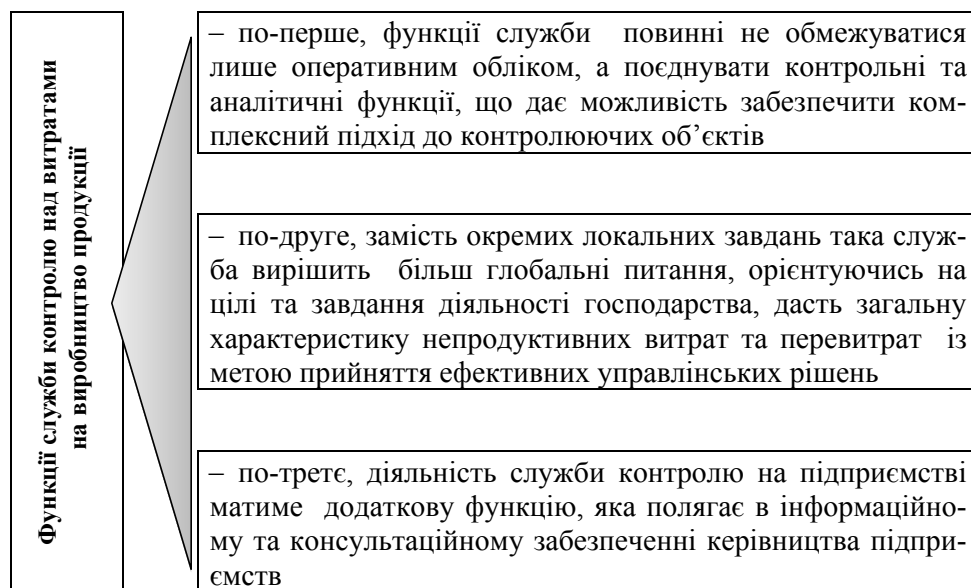 Функції служби контролю над витратами
на виробництво продукції
– по-перше, функції служби повинні не обмежуватися
лише оперативним обліком, а поєднувати контрольні та
аналітичні функції, що дає можливість забезпечити ком-
плексний підхід до контролюючих об’єктів
– по-друге, замість окремих локальних завдань така служ-
ба вирішить більш глобальні питання, орієнтуючись на
цілі та завдання діяльності господарства, дасть загальну
характеристику непродуктивних витрат та перевитрат із
метою прийняття ефективних управлінських рішень
– по-третє, діяльність служби контролю на підприємстві
матиме додаткову функцію, яка полягає в інформаційно-
му та консультаційному забезпеченні керівництва підпри-
ємств